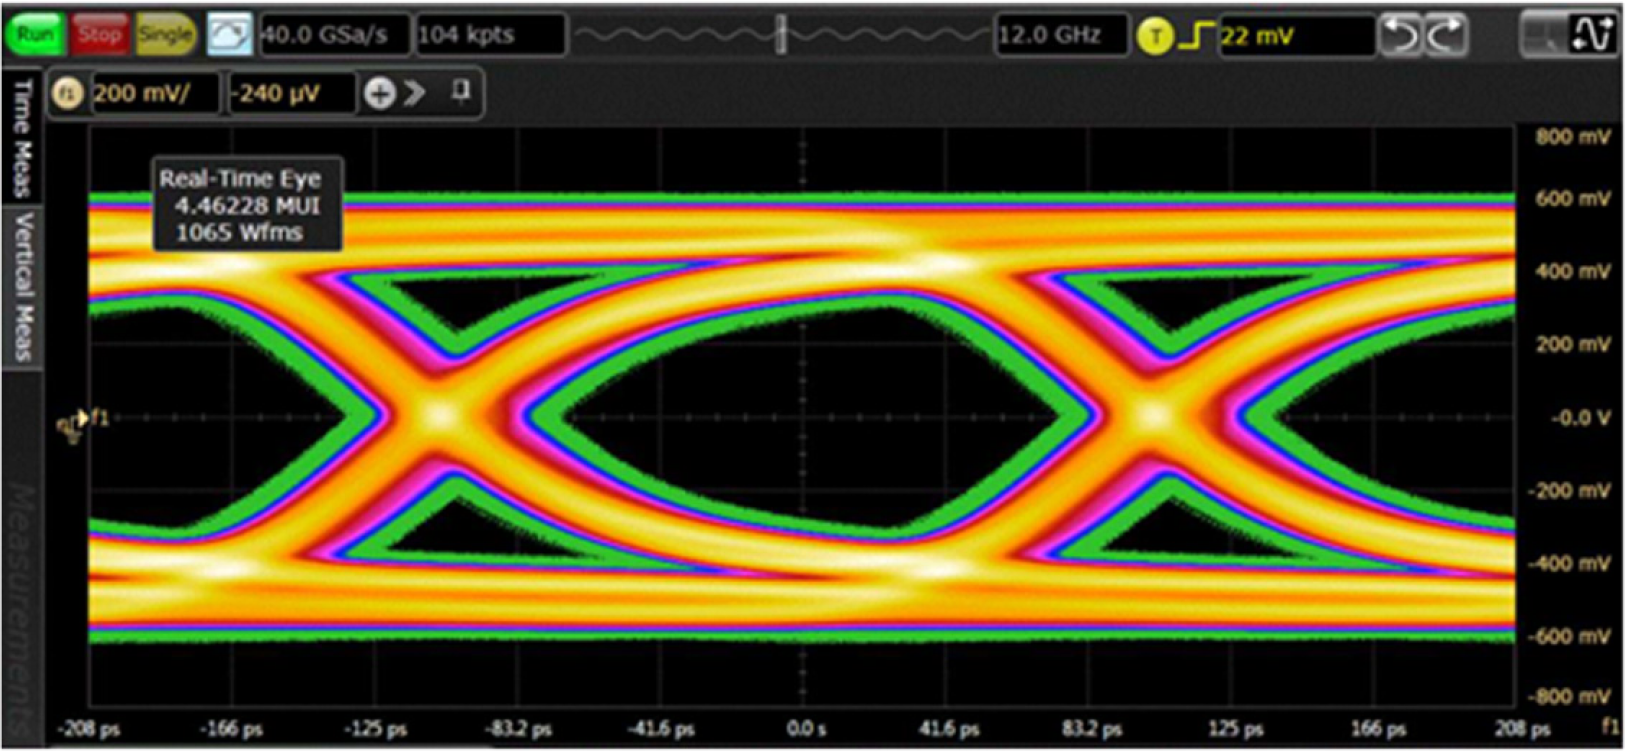 Run Stop Single 40.0 GSa/s 104 kpts 12.0 GHz T 22 mV
f1 200 mV/ -240 µV
Time Meas
Vertical Meas
Measurements
Real-Time Eye
4.46228 MUI
1065 Wfms
f1
800 mV
600 mV
400 mV
200 mV
-0.0 V
-200 mV
-400 mV
-600 mV
-800 mV
-208 ps -166 ps -125 ps -83.2 ps -41.6 ps 0.0 s 41.6 ps 83.2 ps 125 ps 166 ps 208 ps f1